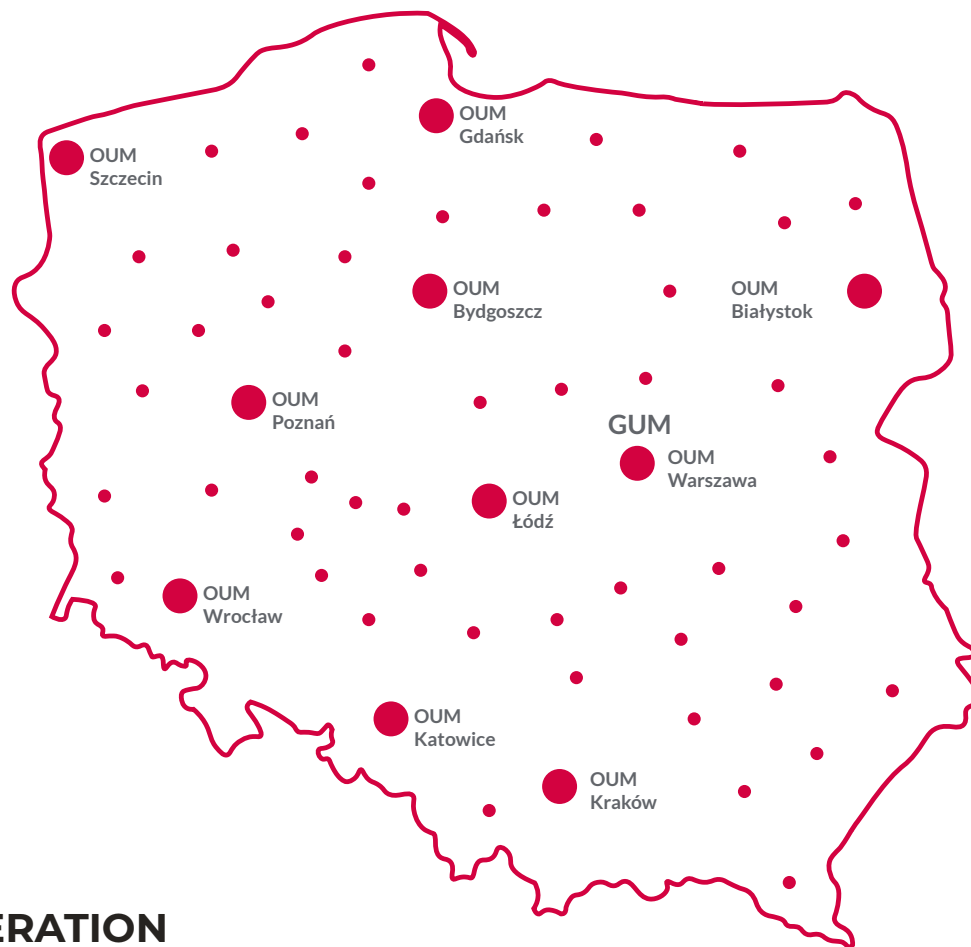 OUM
Gdańsk
OUM
Szczecin
OUM
Bydgoszcz
OUM
Białystok
OUM
Poznań
GUM
OUM
Warszawa
OUM
Łódź
OUM
Wrocław
OUM
Katowice
OUM
Kraków
ERATION